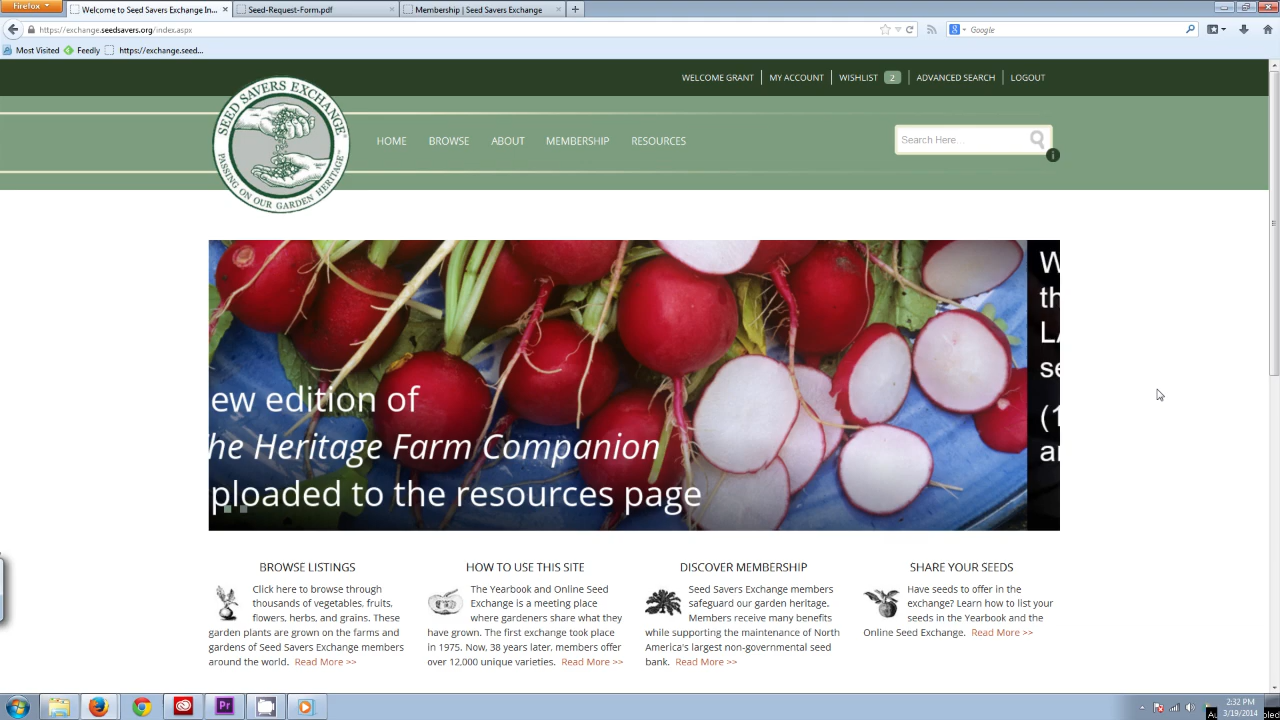 Firefox
Welcome to Seed Savers Exchange In...
Seed-Request-Form.pdf
Membership | Seed Savers Exchange
https://exchange.seedsavers.org/index.aspx
Google
Most Visited
Feedly
https://exchange.seed...
WELCOME GRANT
MY ACCOUNT
WISHLIST 2
ADVANCED SEARCH
LOGOUT
SEED SAVERS EXCHANGE
PASSING ON OUR GARDEN HERITAGE
HOME
BROWSE
ABOUT
MEMBERSHIP
RESOURCES
Search Here...
i
ew edition of
he Heritage Farm Companion
ploaded to the resources page
W
th
LA
se
(1
an
BROWSE LISTINGS
Click here to browse through
thousands of vegetables, fruits,
flowers, herbs, and grains. These
garden plants are grown on the farms and
gardens of Seed Savers Exchange members
around the world. Read More >>
HOW TO USE THIS SITE
The Yearbook and Online Seed
Exchange is a meeting place
where gardeners share what they
have grown. The first exchange took place
in 1975. Now, 38 years later, members offer
over 12,000 unique varieties. Read More >>
DISCOVER MEMBERSHIP
Seed Savers Exchange members
safeguard our garden heritage.
Members receive many benefits
while supporting the maintenance of North
America's largest non-governmental seed
bank. Read More >>
SHARE YOUR SEEDS
Have seeds to offer in the
exchange? Learn how to list your
seeds in the Yearbook and the
Online Seed Exchange. Read More >>
Pr
2:32 PM
3/19/2014